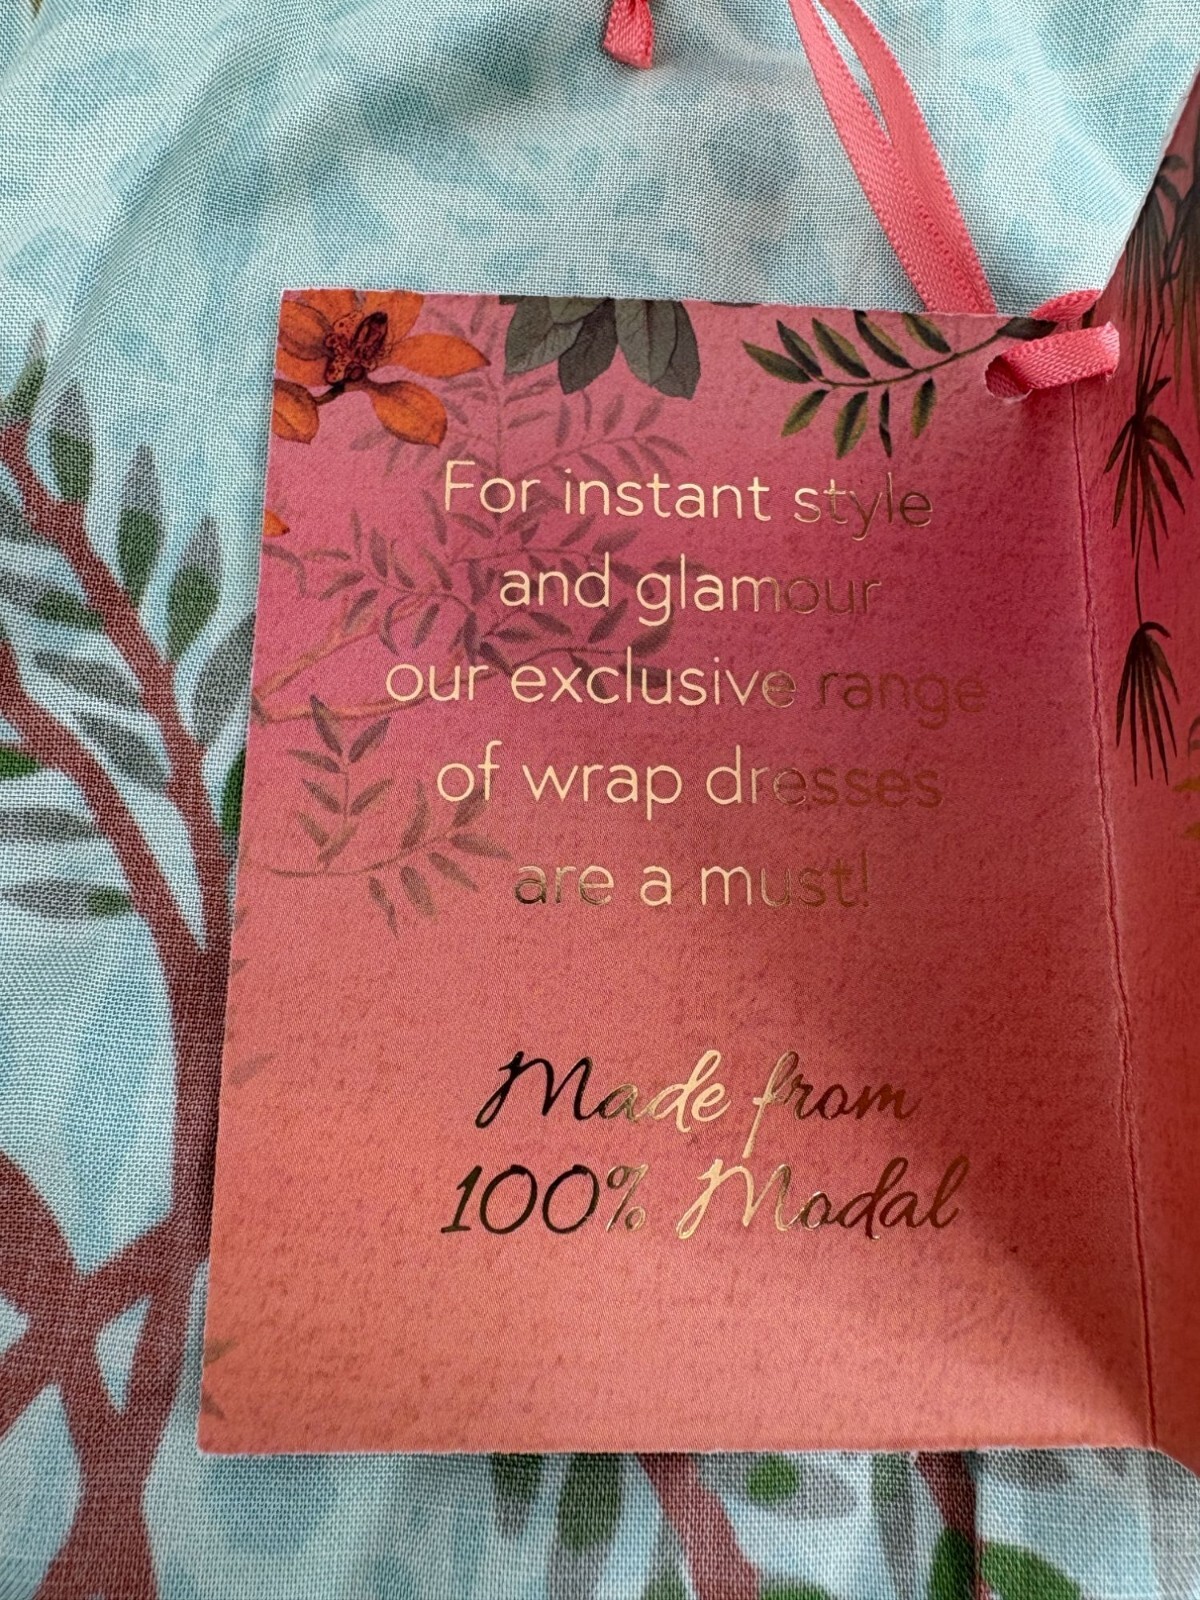 For instant style
and glamour
our exclusive range
of wrap dresses
are a must!
Made from
100% Modal